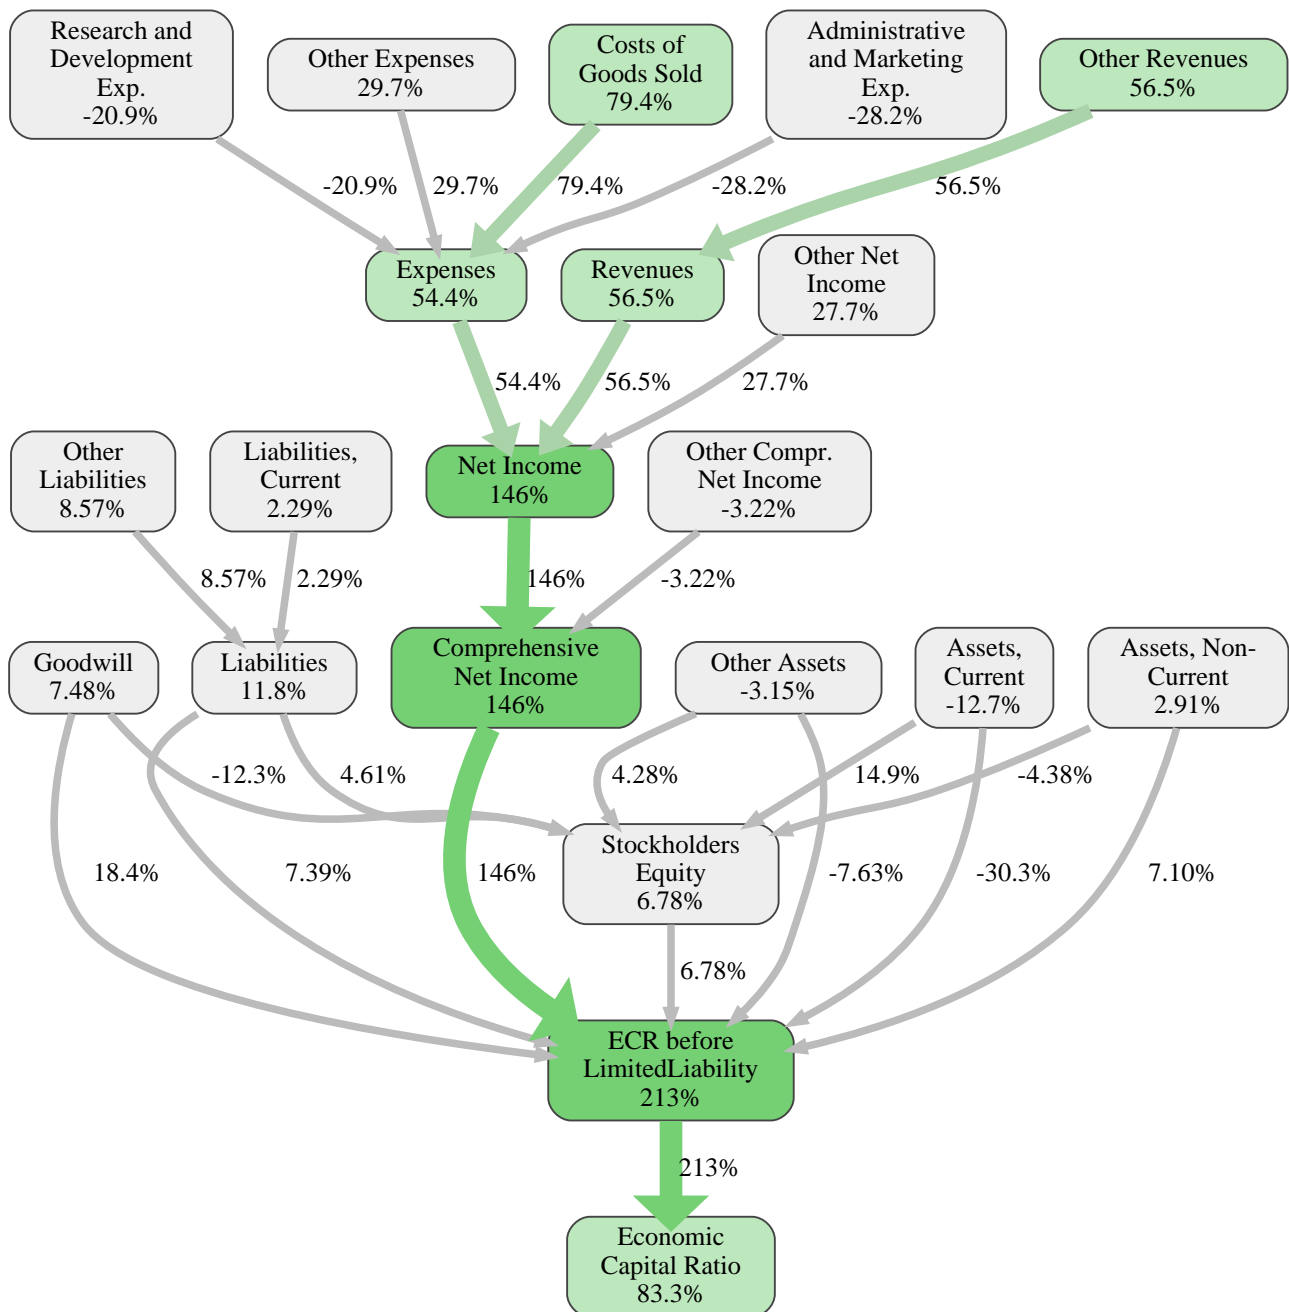 Research and
Development
Exp.
-20.9%
Other Expenses
29.7%
Costs of
Goods Sold
79.4%
Administrative
and Marketing
Exp.
-28.2%
Other Revenues
56.5%
-20.9%
29.7%
79.4%
-28.2%
56.5%
Expenses
54.4%
Revenues
56.5%
Other Net
Income
27.7%
54.4%
56.5%
27.7%
Other
Liabilities
8.57%
Liabilities,
Current
2.29%
Net Income
146%
Other Compr.
Net Income
-3.22%
8.57%
2.29%
146%
-3.22%
Goodwill
7.48%
Liabilities
11.8%
Comprehensive
Net Income
146%
Other Assets
-3.15%
Assets,
Current
-12.7%
Assets, Non-
Current
2.91%
-12.3%
4.61%
4.28%
14.9%
-4.38%
Stockholders
Equity
6.78%
18.4%
7.39%
146%
-7.63%
-30.3%
7.10%
6.78%
ECR before
LimitedLiability
213%
213%
Economic
Capital Ratio
83.3%